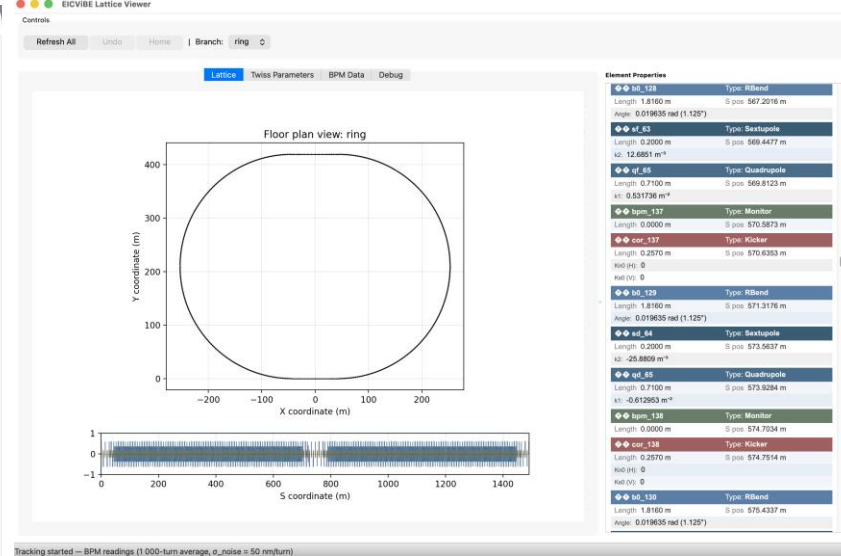 EICViBE Lattice Viewer
Controls
Refresh All Undo Home | Branch: ring
Lattice Twiss Parameters BPM Data Debug
Floor plan view: ring
400
300
200
100
0
Y coordinate (m)
−200 −100 0 100 200
X coordinate (m)
1
0
−1
0 200 400 600 800 1000 1200 1400
S coordinate (m)
Element Properties
b0_128 Type: RBend
Length 1.8160 m S pos 567.2016 m
Angle: 0.019635 rad (1.125°)
sf_63 Type: Sextupole
Length 0.2000 m S pos 569.4477 m
k2: 12.6851 m⁻³
qf_65 Type: Quadrupole
Length 0.7100 m S pos 569.8123 m
k1: 0.531736 m⁻²
bpm_137 Type: Monitor
Length 0.0000 m S pos 570.5873 m
cor_137 Type: Kicker
Length 0.2570 m S pos 570.6353 m
Kn0 (H): 0
Ks0 (V): 0
b0_129 Type: RBend
Length 1.8160 m S pos 571.3176 m
Angle: 0.019635 rad (1.125°)
sd_64 Type: Sextupole
Length 0.2000 m S pos 573.5637 m
k2: -25.8809 m⁻³
qd_65 Type: Quadrupole
Length 0.7100 m S pos 573.9284 m
k1: -0.612953 m⁻²
bpm_138 Type: Monitor
Length 0.0000 m S pos 574.7034 m
cor_138 Type: Kicker
Length 0.2570 m S pos 574.7514 m
Kn0 (H): 0
Ks0 (V): 0
b0_130 Type: RBend
Length 1.8160 m S pos 575.4337 m
Angle: 0.019635 rad (1.125°)
Tracking started — BPM readings (1 000-turn average, σ_noise = 50 nm/turn)